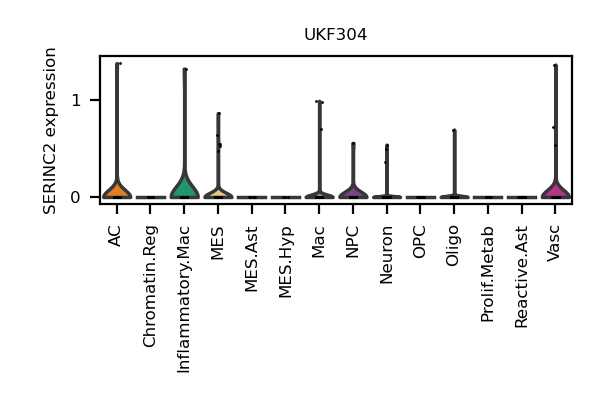 UKF304
SERINC2 expression
1
0
AC
Chromatin.Reg
Inflammatory.Mac
MES
MES.Ast
MES.Hyp
Mac
NPC
Neuron
OPC
Oligo
Prolif.Metab
Reactive.Ast
Vasc